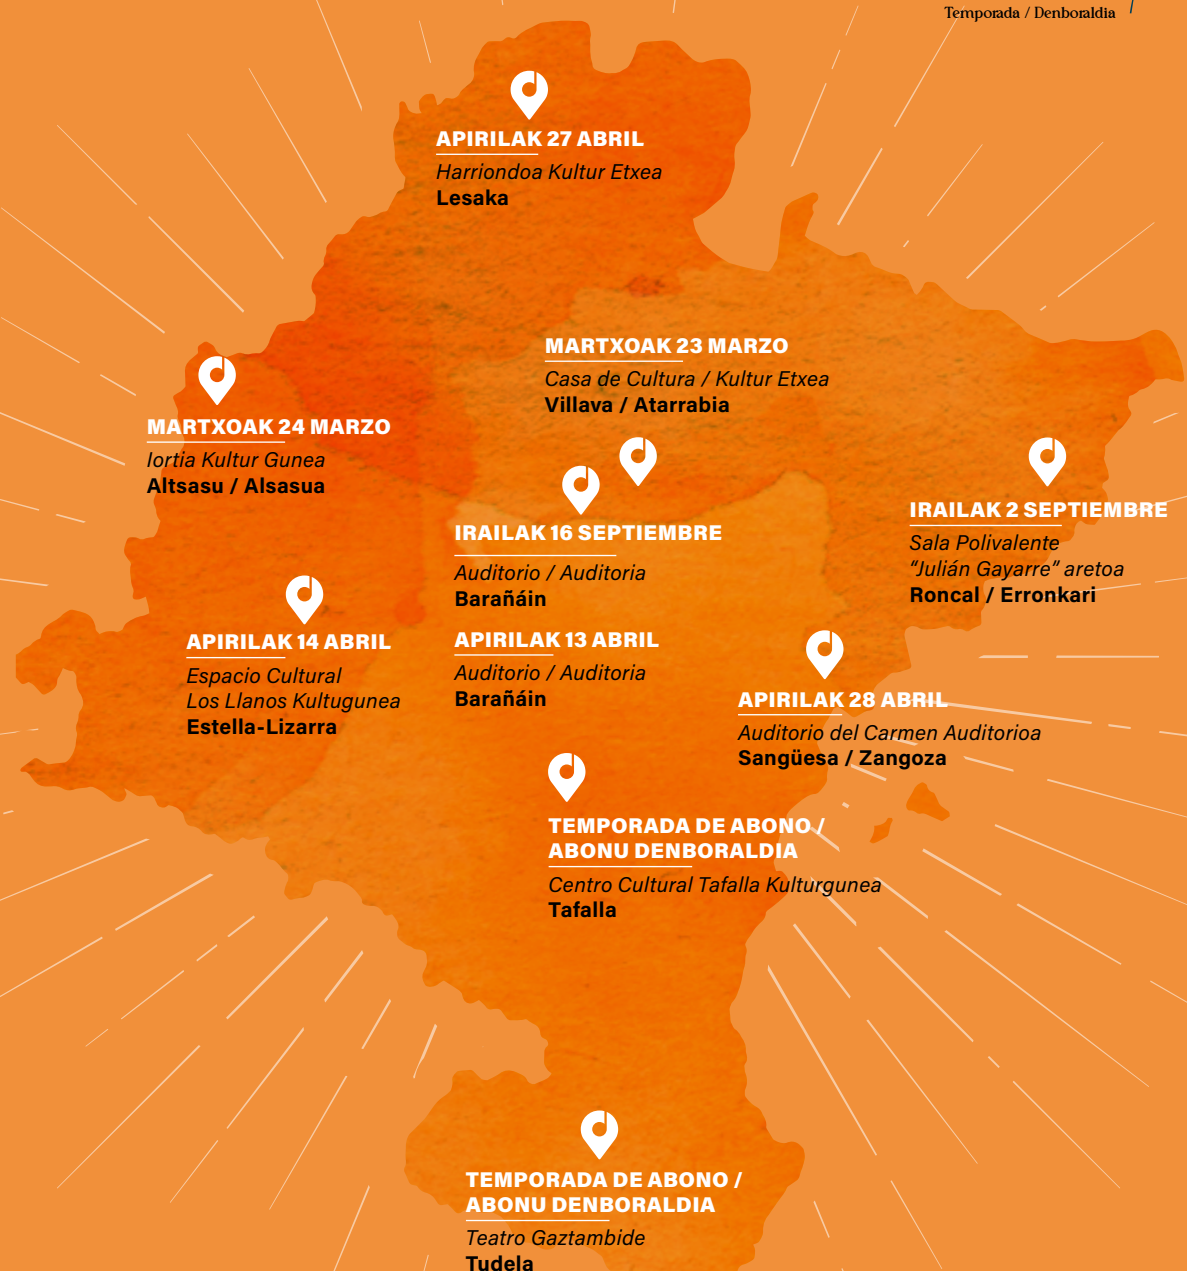 Temporada / Denboraldia
APIRILAK 27 ABRIL
Harriondoa Kultur Etxea
Lesaka
MARTXOAK 23 MARZO
Casa de Cultura / Kultur Etxea
Villava / Atarrabia
MARTXOAK 24 MARZO
Iortia Kultur Gunea
Altsasu / Alsasua
IRAILAK 2 SEPTIEMBRE
Sala Polivalente
“Julián Gayarre” aretoa
Roncal / Erronkari
IRAILAK 16 SEPTIEMBRE
Auditorio / Auditoria
Barañáin
APIRILAK 13 ABRIL
Auditorio / Auditoria
Barañáin
APIRILAK 14 ABRIL
Espacio Cultural
Los Llanos Kultugunea
Estella-Lizarra
APIRILAK 28 ABRIL
Auditorio del Carmen Auditorioa
Sangüesa / Zangoza
TEMPORADA DE ABONO /
ABONU DENBORALDIA
Centro Cultural Tafalla Kulturgunea
Tafalla
TEMPORADA DE ABONO /
ABONU DENBORALDIA
Teatro Gaztambide
Tudela